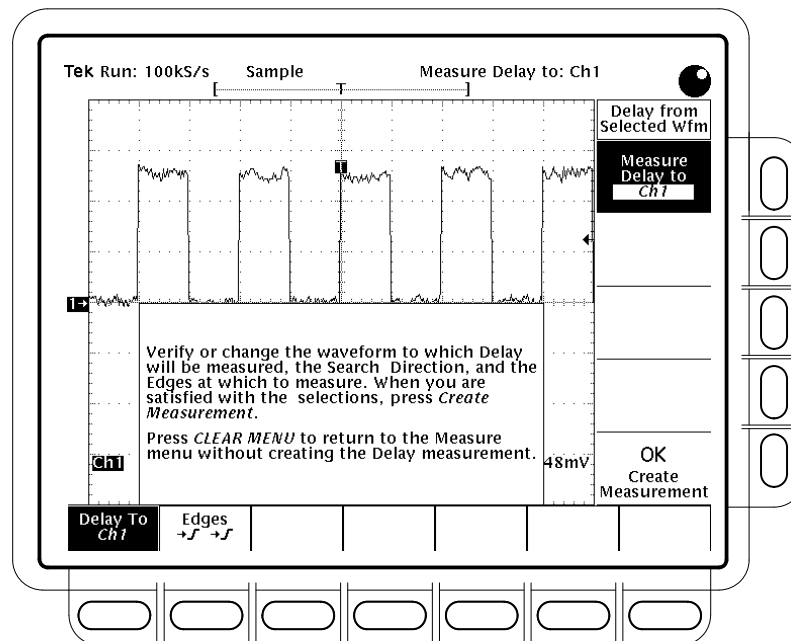 Tek Run: 100kS/s Sample Measure Delay to: Ch1
T
Delay from
Selected Wfm
Measure
Delay to
Ch1
T
1→
Verify or change the waveform to which Delay
will be measured, the Search Direction, and the
Edges at which to measure. When you are
satisfied with the selections, press Create
Measurement.
Press CLEAR MENU to return to the Measure
menu without creating the Delay measurement.
Ch1
48mV
OK
Create
Measurement
Delay To
Ch1
Edges